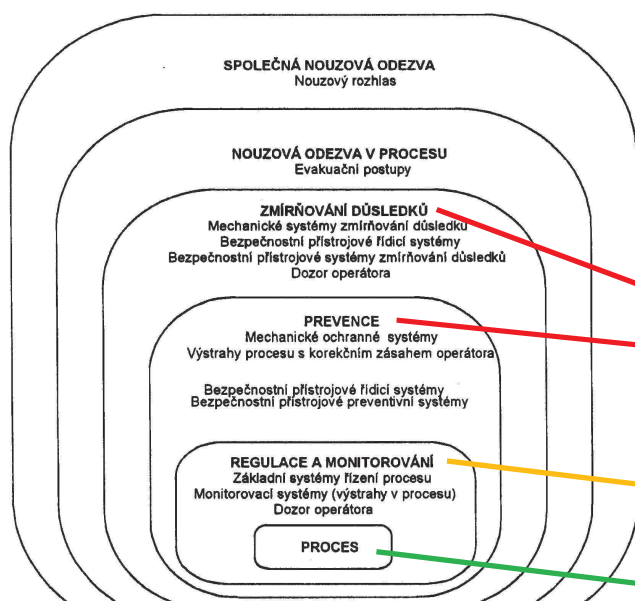 SPOLEČNÁ NOUZOVÁ ODEZVA
Nouzový rozhlas
NOUZOVÁ ODEZVA V PROCESU
Evakuační postupy
ZMÍRŇOVÁNÍ DŮSLEDKŮ
Mechanické systémy zmírňování důsledků
Bezpečnostní přístrojové řídicí systémy
Bezpečnostní přístrojové systémy zmírňování důsledků
Dozor operátora
PREVENCE
Mechanické ochranné systémy
Výstrahy procesu s korekčním zásahem operátora
Bezpečnostní přístrojové řídicí systémy
Bezpečnostní přístrojové preventivní systémy
REGULACE A MONITOROVÁNÍ
Základní systémy řízení procesu
Monitorovací systémy (výstrahy v procesu)
Dozor operátora
PROCES